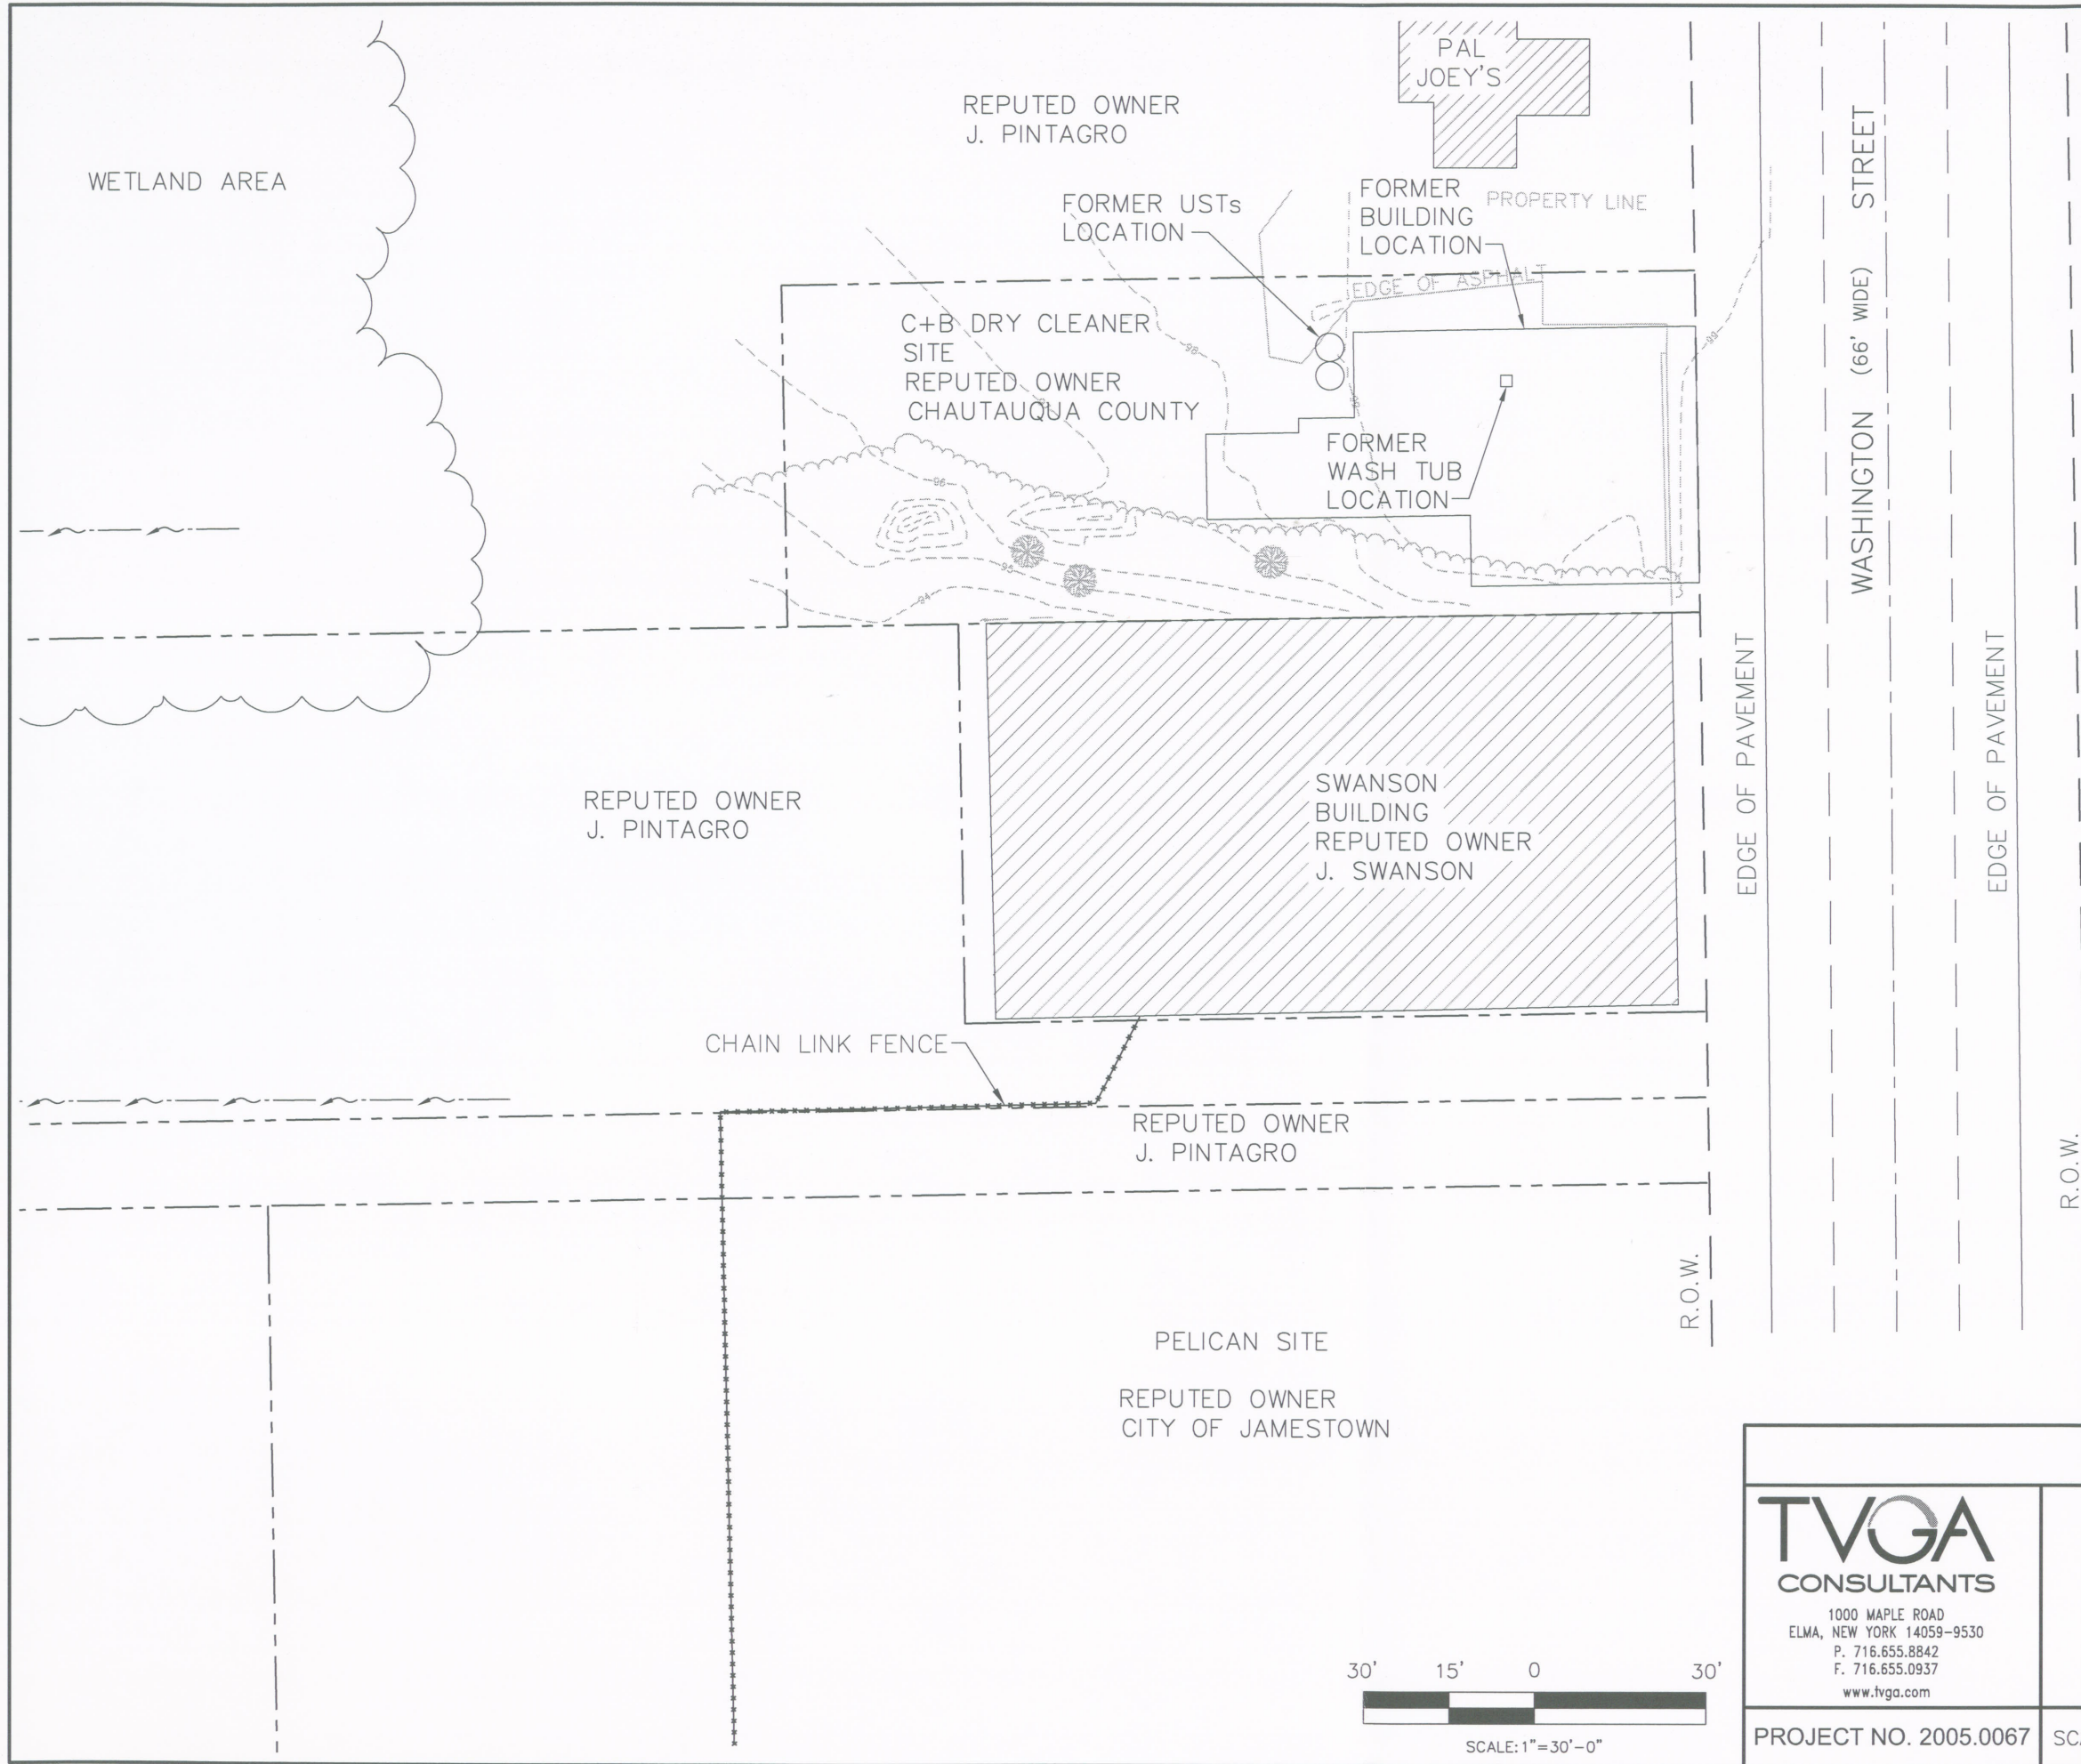 PAL
JOEY'S
REPUTED OWNER
J. PINTAGRO
WETLAND AREA
FORMER USTs
LOCATION
FORMER
BUILDING
LOCATION
PROPERTY LINE
EDGE OF ASPHALT
C+B DRY CLEANER
SITE
REPUTED OWNER
CHAUTAUQUA COUNTY
FORMER
WASH TUB
LOCATION
98
96
95
94
WASHINGTON (66' WIDE) STREET
EDGE OF PAVEMENT
EDGE OF PAVEMENT
SWANSON
BUILDING
REPUTED OWNER
J. SWANSON
REPUTED OWNER
J. PINTAGRO
CHAIN LINK FENCE
REPUTED OWNER
J. PINTAGRO
R.O.W.
R.O.W.
PELICAN SITE
REPUTED OWNER
CITY OF JAMESTOWN
30' 15' 0 30'
SCALE: 1"=30'-0"
TVGA
CONSULTANTS
1000 MAPLE ROAD
ELMA, NEW YORK 14059-9530
P. 716.655.8842
F. 716.655.0937
www.tvga.com
PROJECT NO. 2005.0067